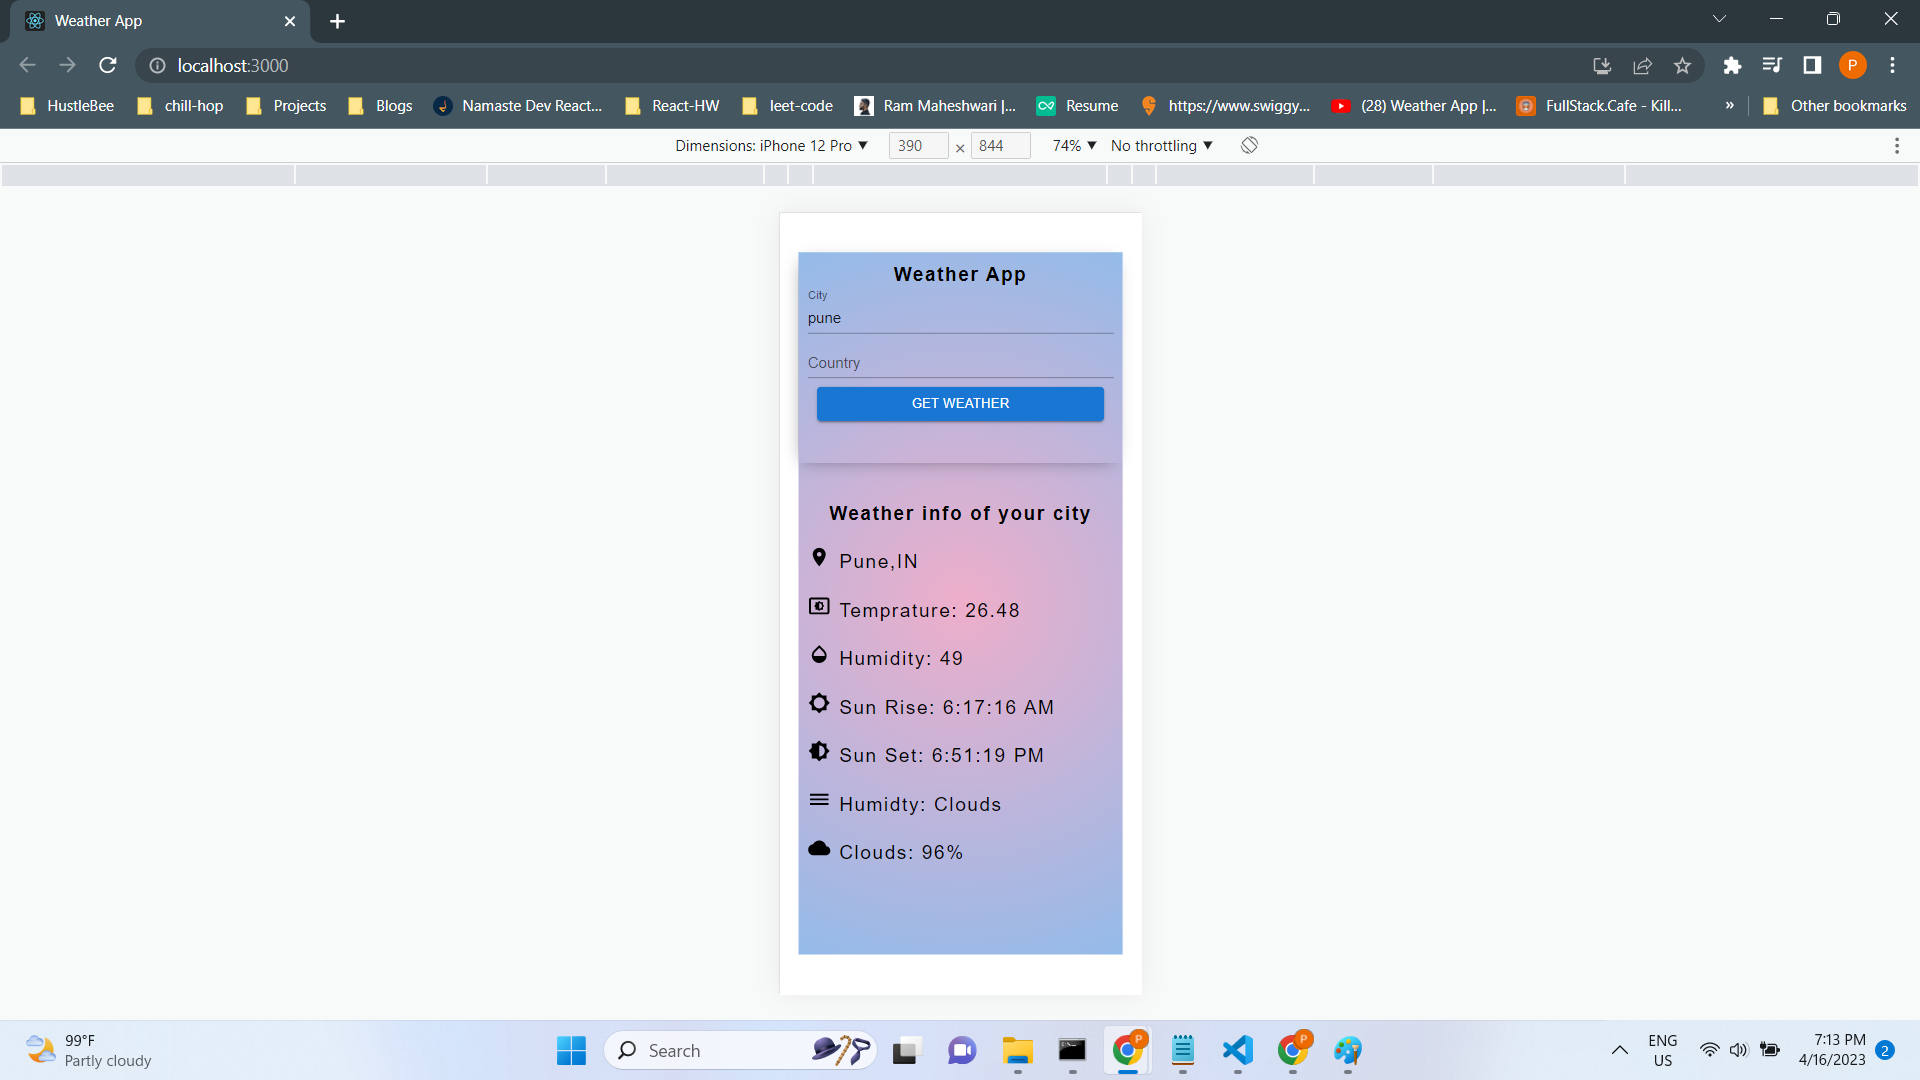 Weather App
localhost:3000
HustleBee chill-hop Projects Blogs Namaste Dev React... React-HW leet-code Ram Maheshwari |... Resume https://www.swiggy... (28) Weather App |... FullStack.Cafe - Kill... » Other bookmarks
Dimensions: iPhone 12 Pro 390 × 844 74% No throttling
Weather App
City
pune
Country
GET WEATHER
Weather info of your city
Pune,IN
Temprature: 26.48
Humidity: 49
Sun Rise: 6:17:16 AM
Sun Set: 6:51:19 PM
Humidty: Clouds
Clouds: 96%
99°F
Partly cloudy
Search
P
P
P
ENG
US
7:13 PM
4/16/2023
2